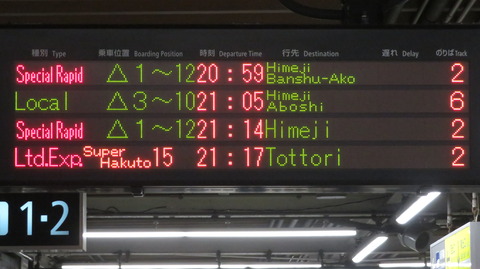 種別 Type 乗車位置 Boarding Position 時刻 Departure Time 行先 Destination 遅れ Delay のりば Track
Special Rapid △1~12 20:59 Himeji Banshu-Ako 2
Local △3~10 21:05 Himeji Aboshi 6
Special Rapid △1~12 21:14 Himeji 2
Ltd.Exp. Super Hakuto 15 21:17 Tottori 2
1・2